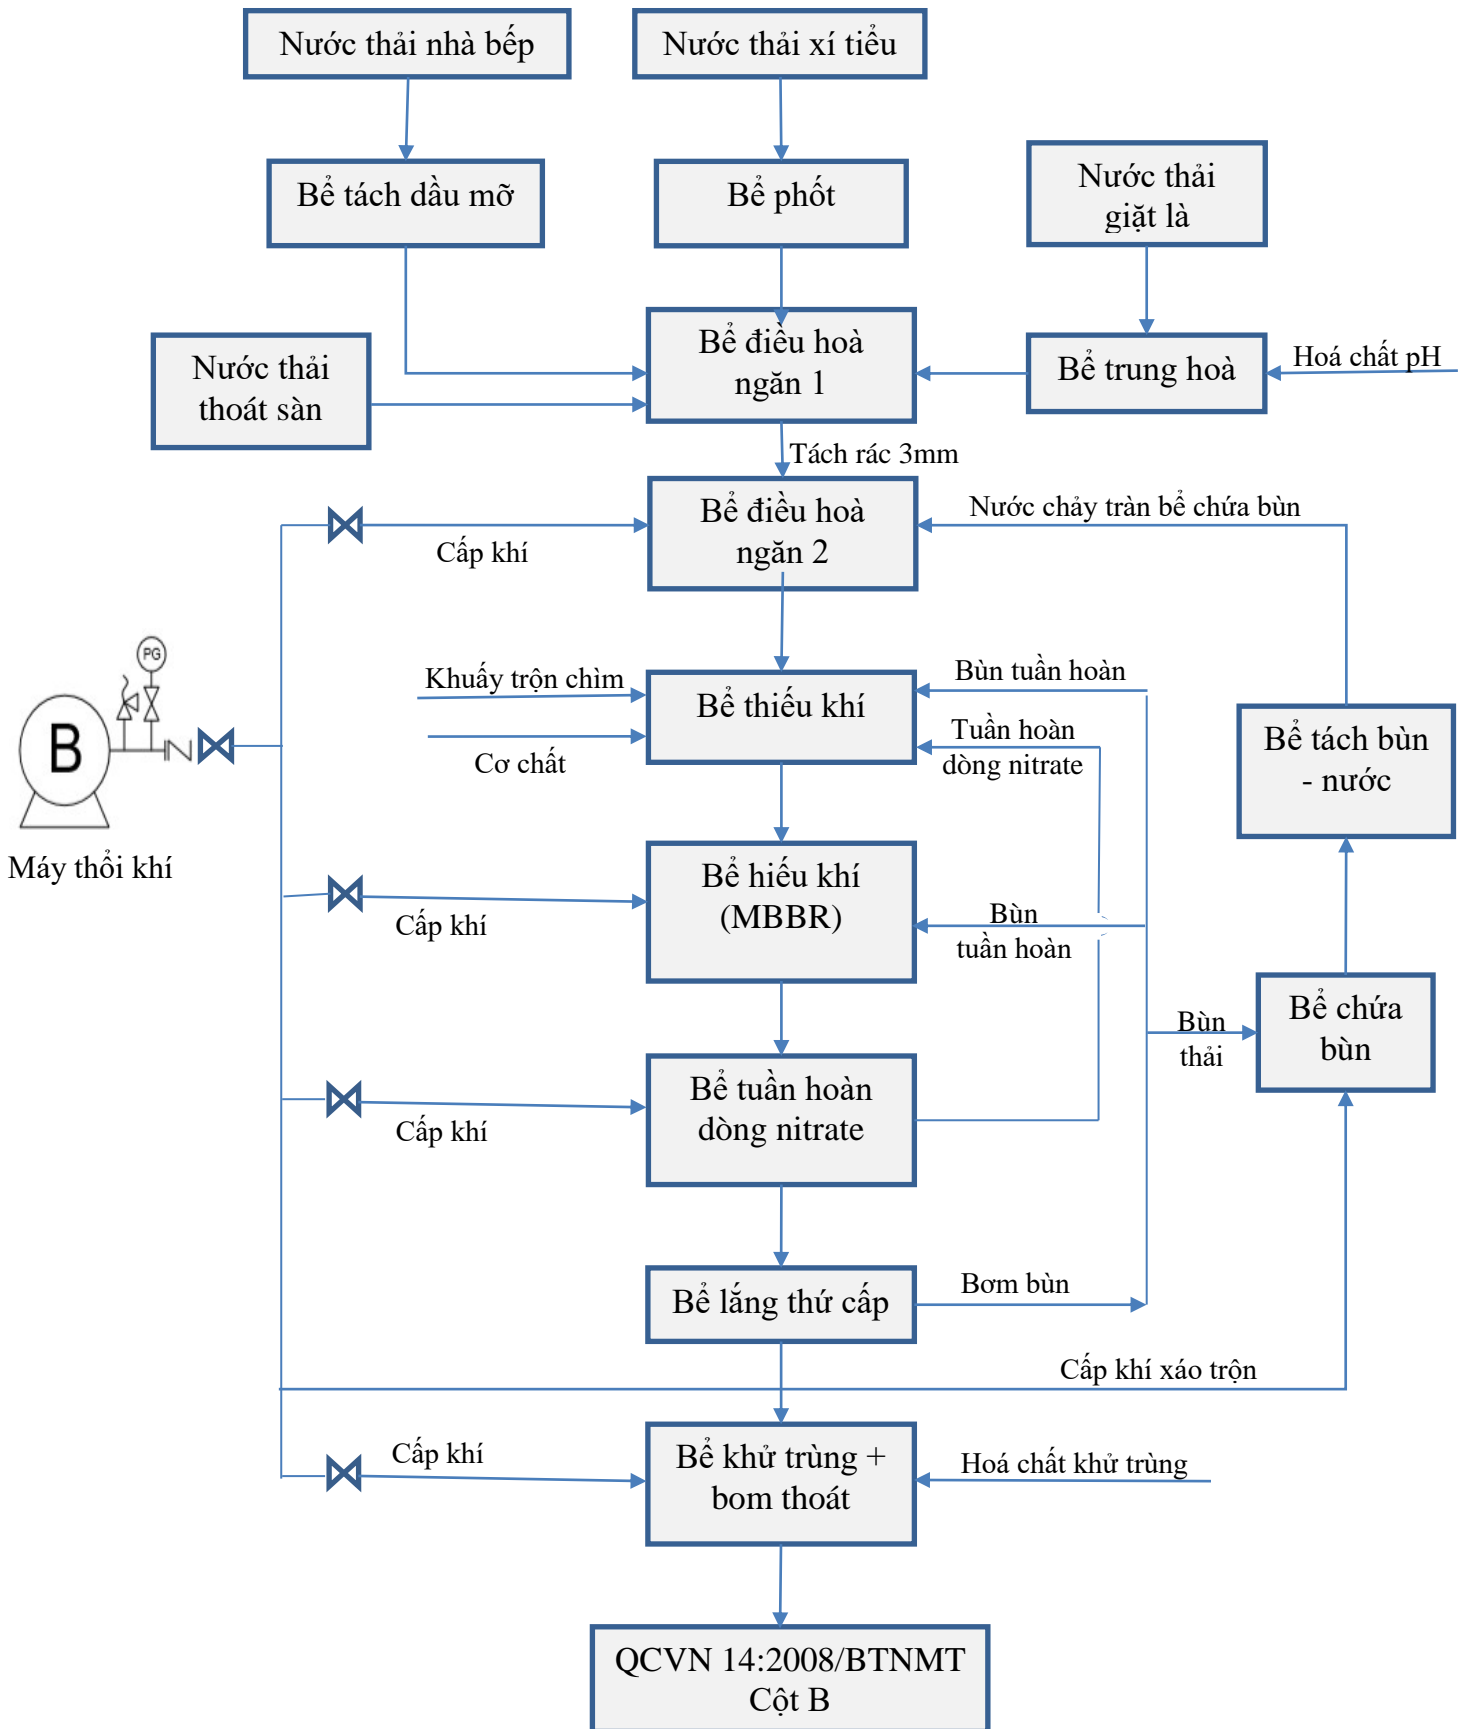 Nước thải nhà bếp
Nước thải xí tiểu
Bể tách dầu mỡ
Bể phốt
Nước thải
giặt là
Nước thải
thoát sàn
Bể điều hoà
ngăn 1
Bể trung hoà
Hoá chất pH
Tách rác 3mm
Bể điều hoà
ngăn 2
Cấp khí
Nước chảy tràn bể chứa bùn
PG
B
Máy thổi khí
Khuấy trộn chìm
Cơ chất
Bể thiếu khí
Bùn tuần hoàn
Tuần hoàn
dòng nitrate
Bể tách bùn
- nước
Bể hiếu khí
(MBBR)
Cấp khí
Bùn
tuần hoàn
Bể chứa
bùn
Bùn
thải
Bể tuần hoàn
dòng nitrate
Cấp khí
Bể lắng thứ cấp
Bơm bùn
Cấp khí xáo trộn
Cấp khí
Bể khử trùng +
bom thoát
Hoá chất khử trùng
QCVN 14:2008/BTNMT
Cột B